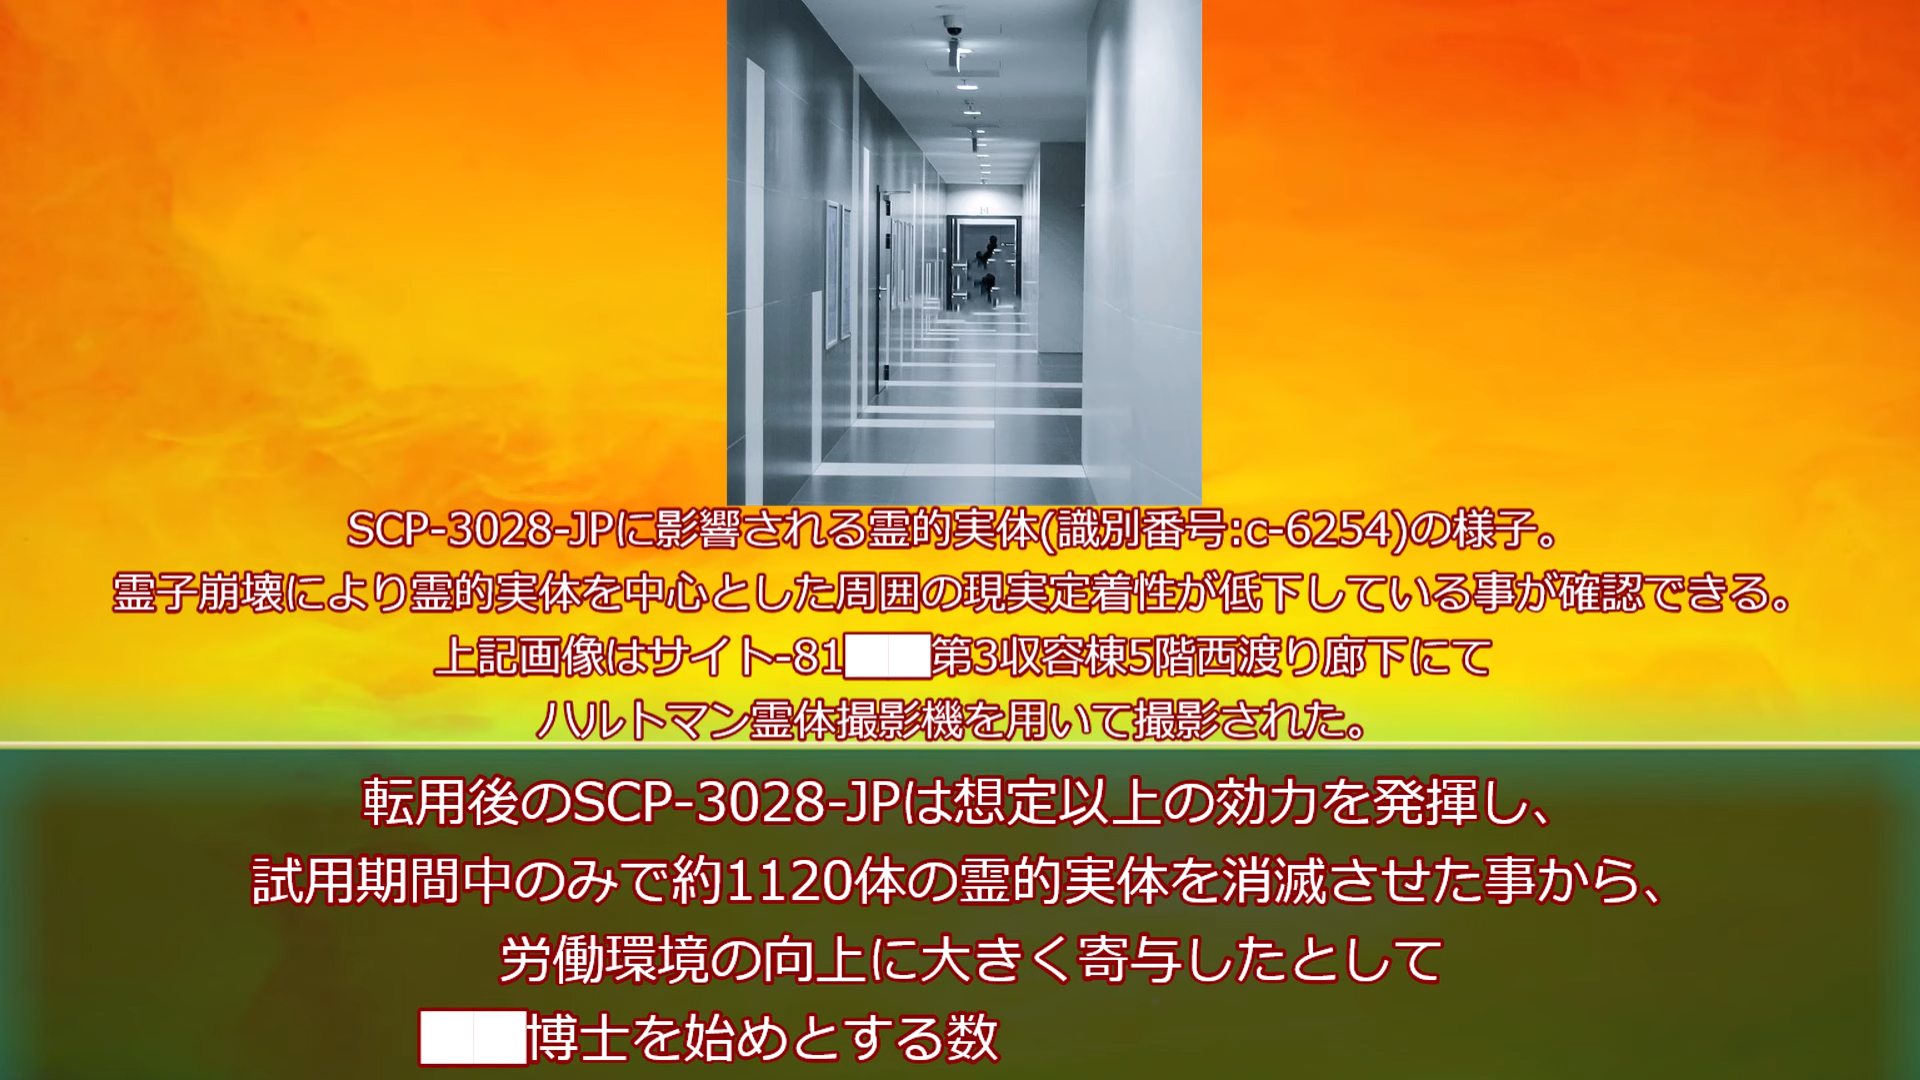 SCP-3028-JPに影響される霊的実体(識別番号:c-6254)の様子。
霊子崩壊により霊的実体を中心とした周囲の現実定着性が低下している事が確認できる。
上記画像はサイト-81██第3収容棟5階西渡り廊下にて
ハルトマン霊体撮影機を用いて撮影された。
転用後のSCP-3028-JPは想定以上の効力を発揮し、
試用期間中のみで約1120体の霊的実体を消滅させた事から、
労働環境の向上に大きく寄与したとして
██博士を始めとする数